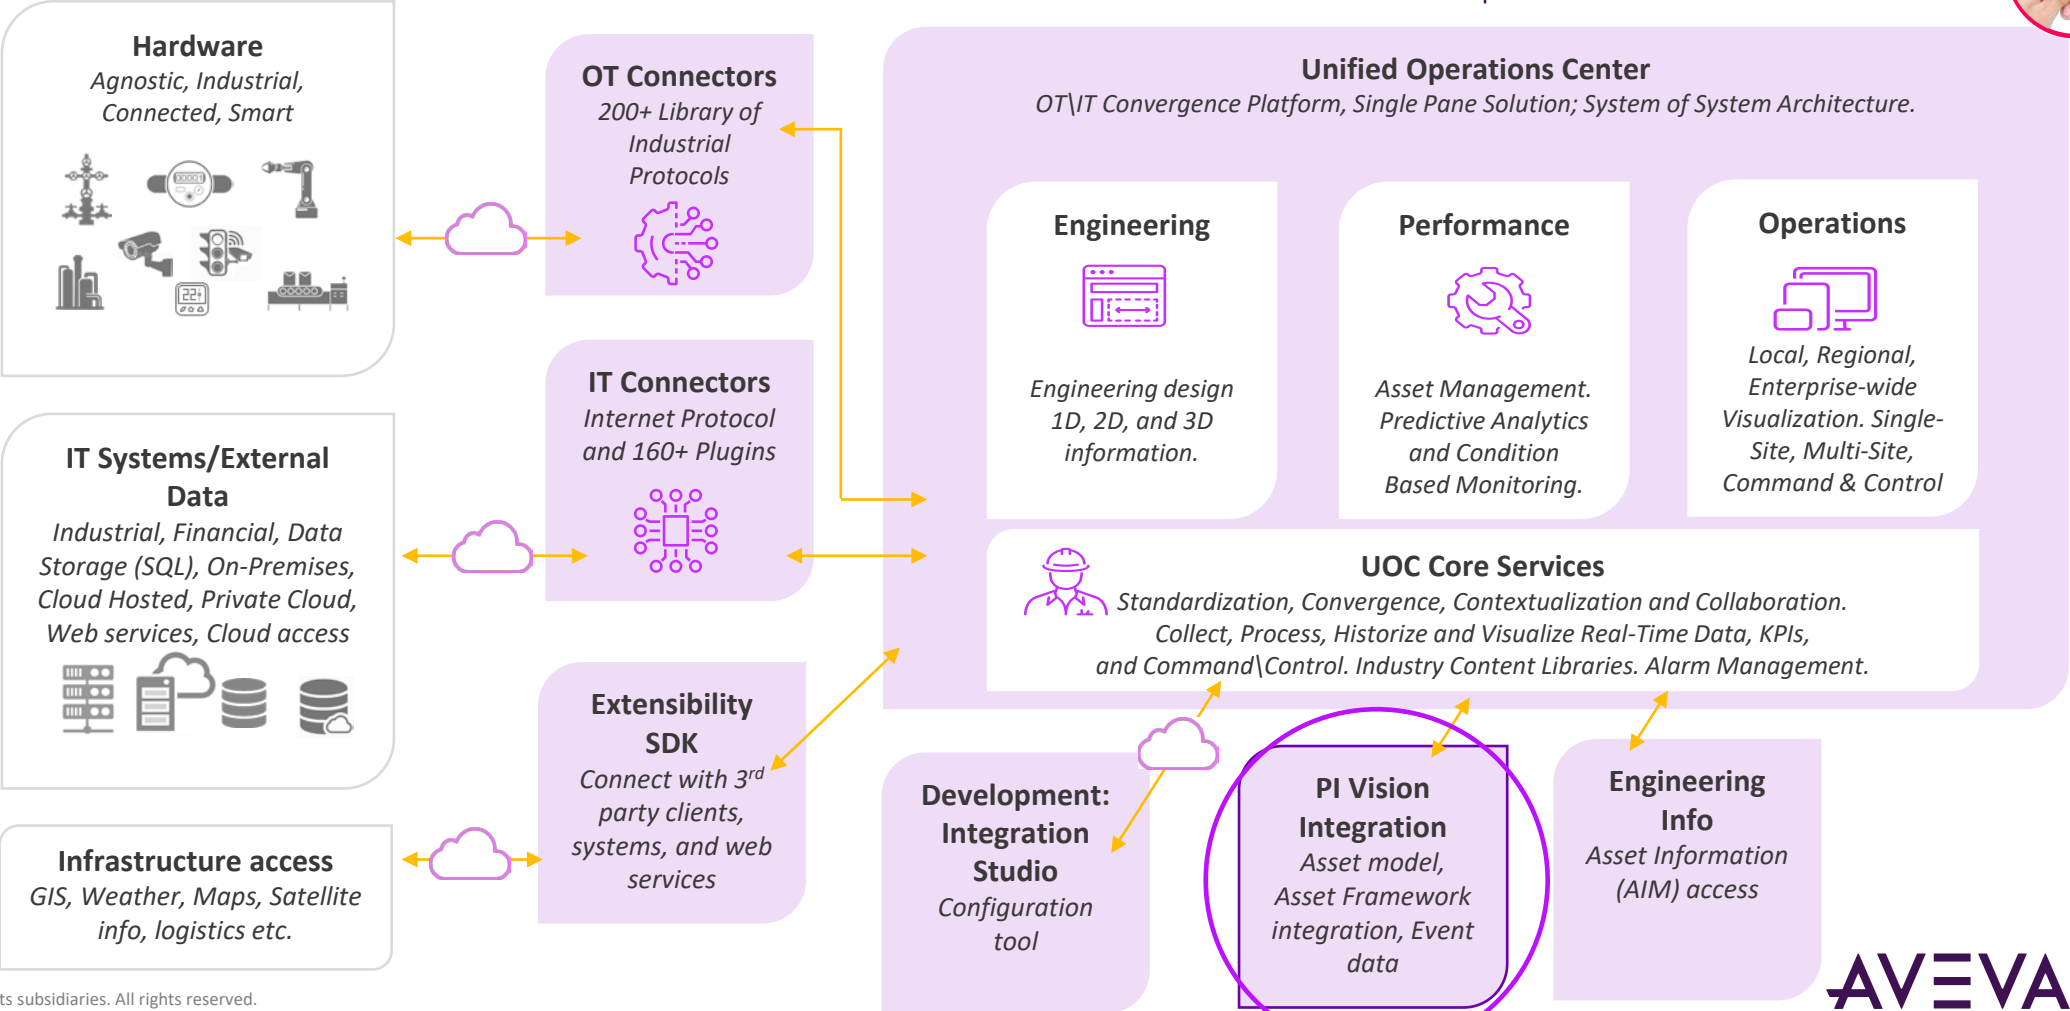 Hardware
Agnostic, Industrial,
Connected, Smart
OT Connectors
200+ Library of
Industrial
Protocols
Unified Operations Center
OT\IT Convergence Platform, Single Pane Solution; System of System Architecture.
Engineering
Engineering design
1D, 2D, and 3D
information.
Performance
Asset Management.
Predictive Analytics
and Condition
Based Monitoring.
Operations
Local, Regional,
Enterprise-wide
Visualization. Single-
Site, Multi-Site,
Command & Control
IT Systems/External
Data
Industrial, Financial, Data
Storage (SQL), On-Premises,
Cloud Hosted, Private Cloud,
Web services, Cloud access
IT Connectors
Internet Protocol
and 160+ Plugins
UOC Core Services
Standardization, Convergence, Contextualization and Collaboration.
Collect, Process, Historize and Visualize Real-Time Data, KPIs,
and Command\Control. Industry Content Libraries. Alarm Management.
Infrastructure access
GIS, Weather, Maps, Satellite
info, logistics etc.
Extensibility
SDK
Connect with 3rd
party clients,
systems, and web
services
Development:
Integration
Studio
Configuration
tool
PI Vision
Integration
Asset model,
Asset Framework
integration, Event
data
Engineering
Info
Asset Information
(AIM) access
ts subsidiaries. All rights reserved.
AVEVA